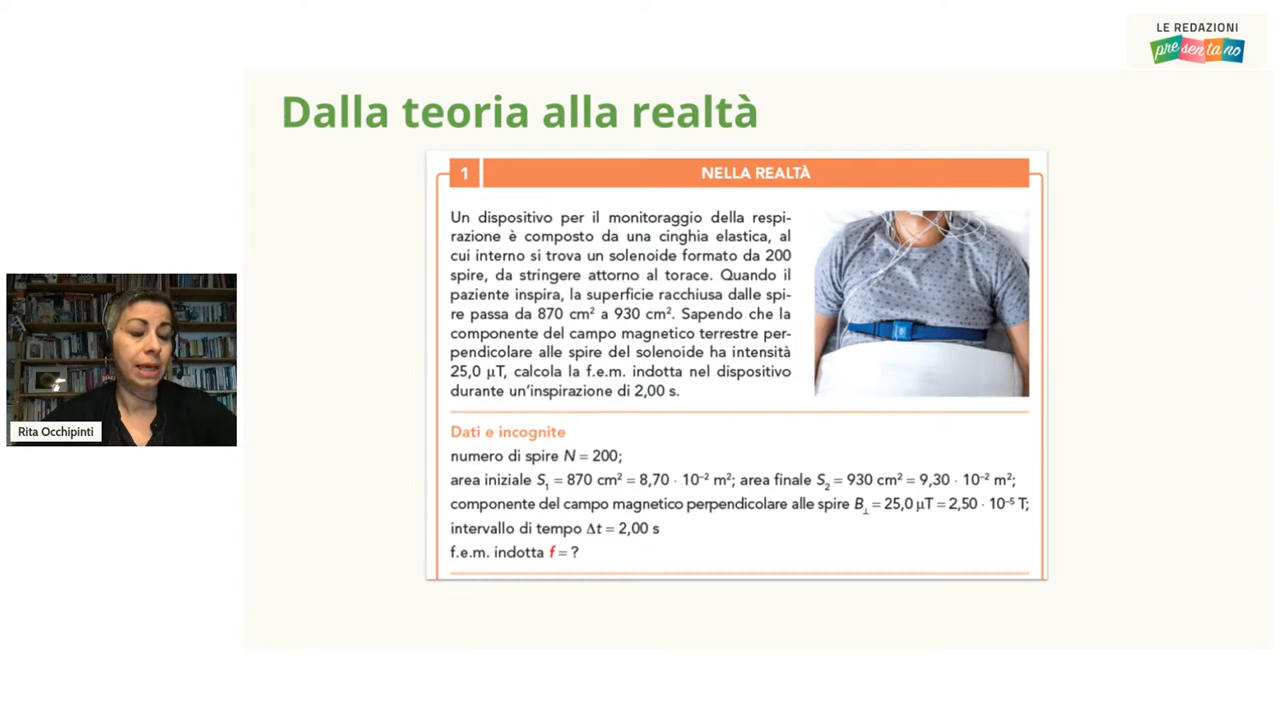 LE REDAZIONI
presentano
Dalla teoria alla realtà
1
NELLA REALTÀ
Un dispositivo per il monitoraggio della respi-
razione è composto da una cinghia elastica, al
cui interno si trova un solenoide formato da 200
spire, da stringere attorno al torace. Quando il
paziente inspira, la superficie racchiusa dalle spi-
re passa da 870 cm² a 930 cm². Sapendo che la
componente del campo magnetico terrestre per-
pendicolare alle spire del solenoide ha intensità
25,0 μT, calcola la f.e.m. indotta nel dispositivo
durante un'inspirazione di 2,00 s.
Dati e incognite
numero di spire N = 200;
area iniziale S₁ = 870 cm² = 8,70 · 10⁻² m²; area finale S₂ = 930 cm² = 9,30 · 10⁻² m²;
componente del campo magnetico perpendicolare alle spire B⊥ = 25,0 μT = 2,50 · 10⁻⁵ T;
intervallo di tempo Δt = 2,00 s
f.e.m. indotta f = ?
Rita Occhipinti